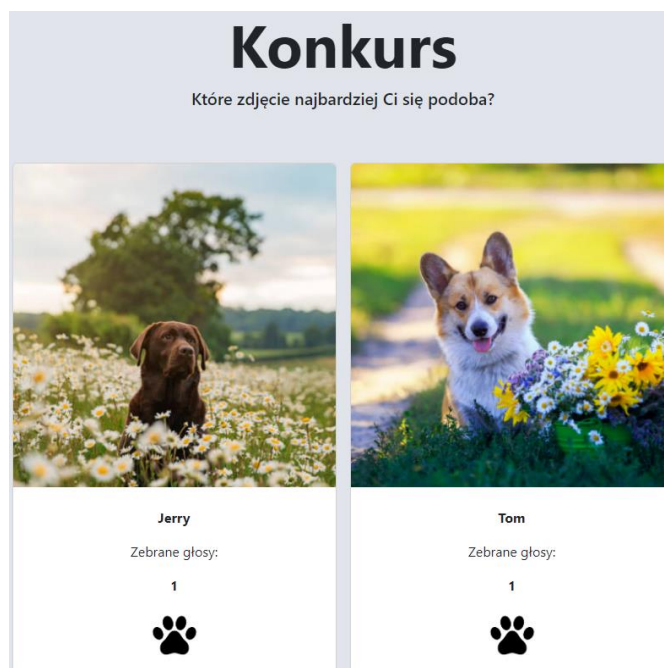 Konkurs
Które zdjęcie najbardziej Ci się podoba?
Jerry
Zebrane głosy:
1
Tom
Zebrane głosy:
1